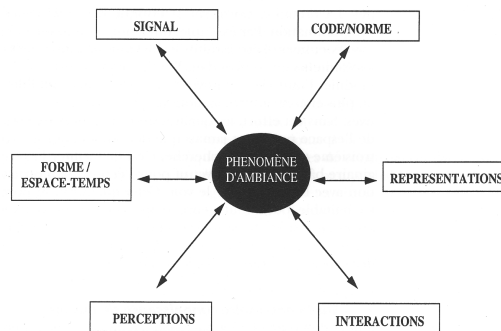 SIGNAL
CODE/NORME
PHENOMÈNE
D'AMBIANCE
FORME /
ESPACE-TEMPS
REPRESENTATIONS
PERCEPTIONS
INTERACTIONS